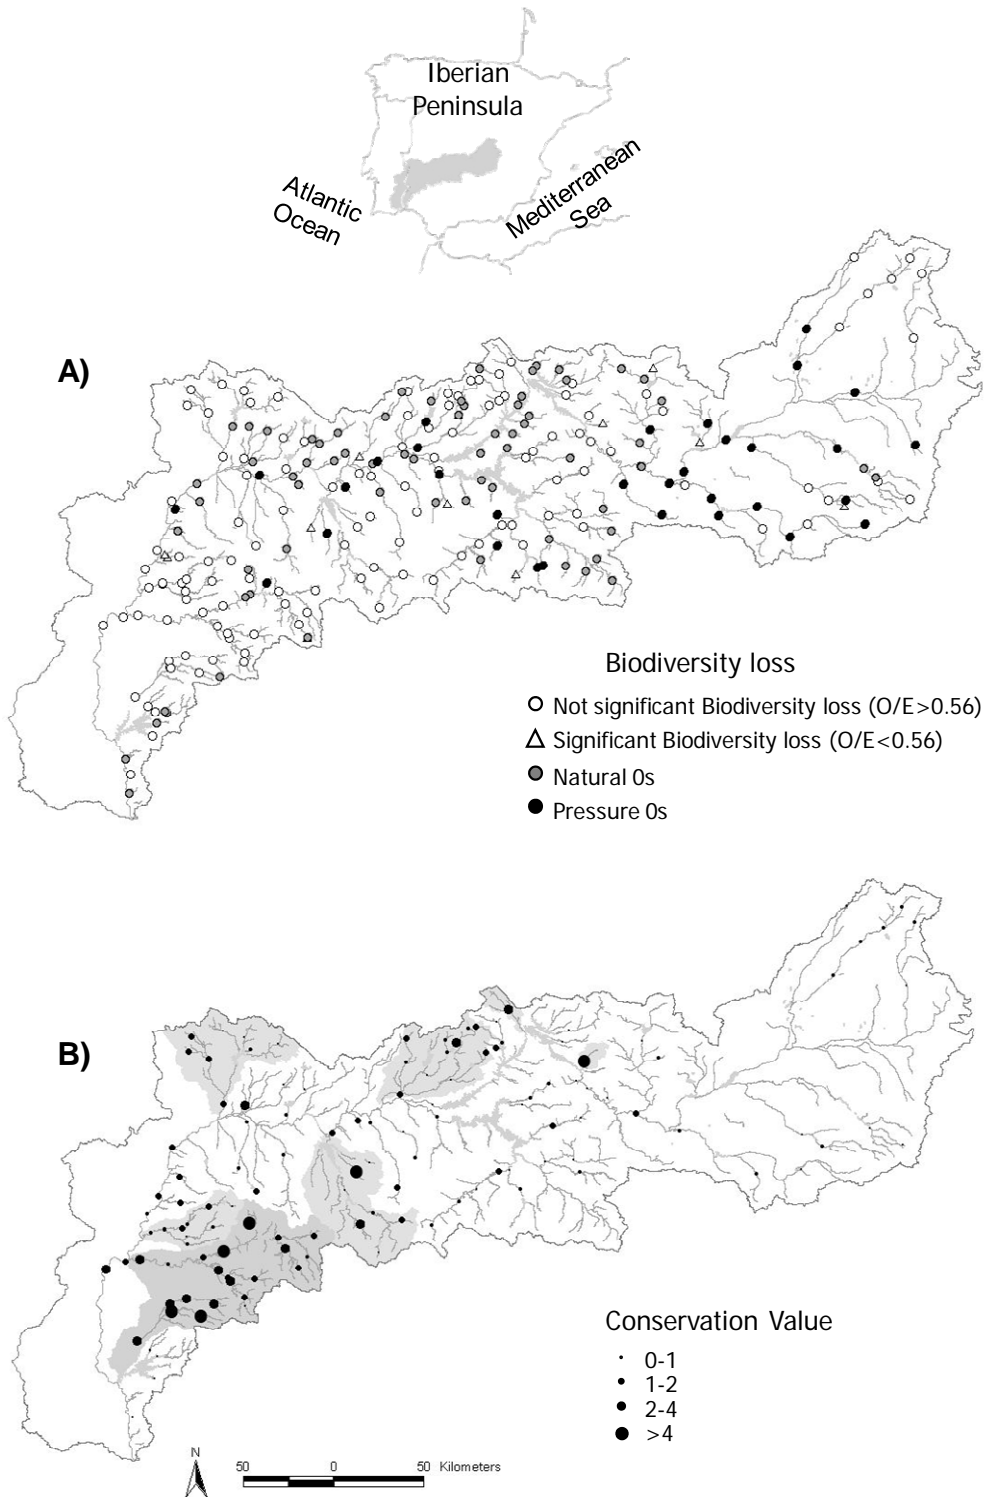 Iberian
Peninsula
Atlantic
Ocean
Mediterranean
Sea
A)
Biodiversity loss
Not significant Biodiversity loss (O/E>0.56)
Significant Biodiversity loss (O/E<0.56)
Natural 0s
Pressure 0s
B)
Conservation Value
0-1
1-2
2-4
>4
N
50 0 50 Kilometers